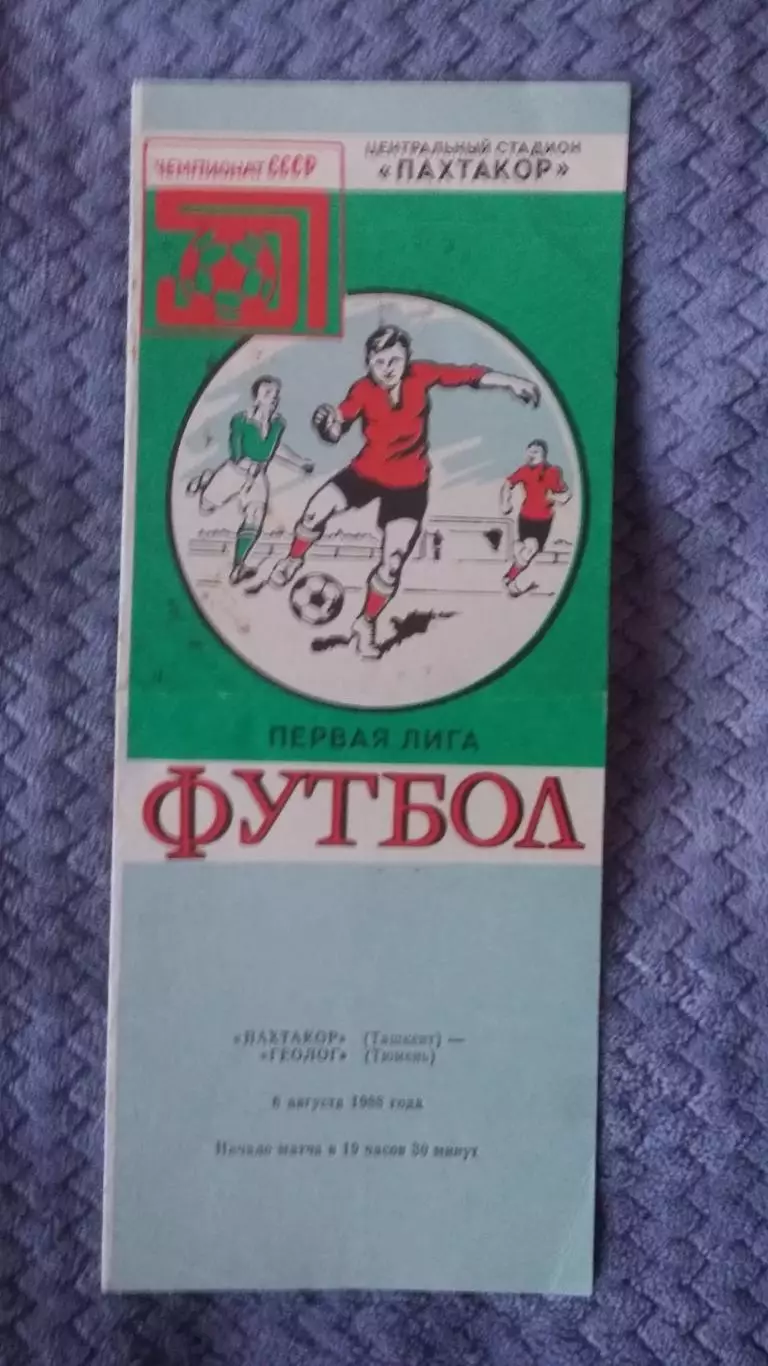 ЧЕМПИОНАТ СССР
ЦЕНТРАЛЬНЫЙ СТАДИОН
«ПАХТАКОР»
ПЕРВАЯ ЛИГА
ФУТБОЛ
«ПАХТАКОР» (Ташкент) —
«ГЕОЛОГ» (Тюмень)
6 августа 1988 года
Начало матча в 19 часов 30 минут